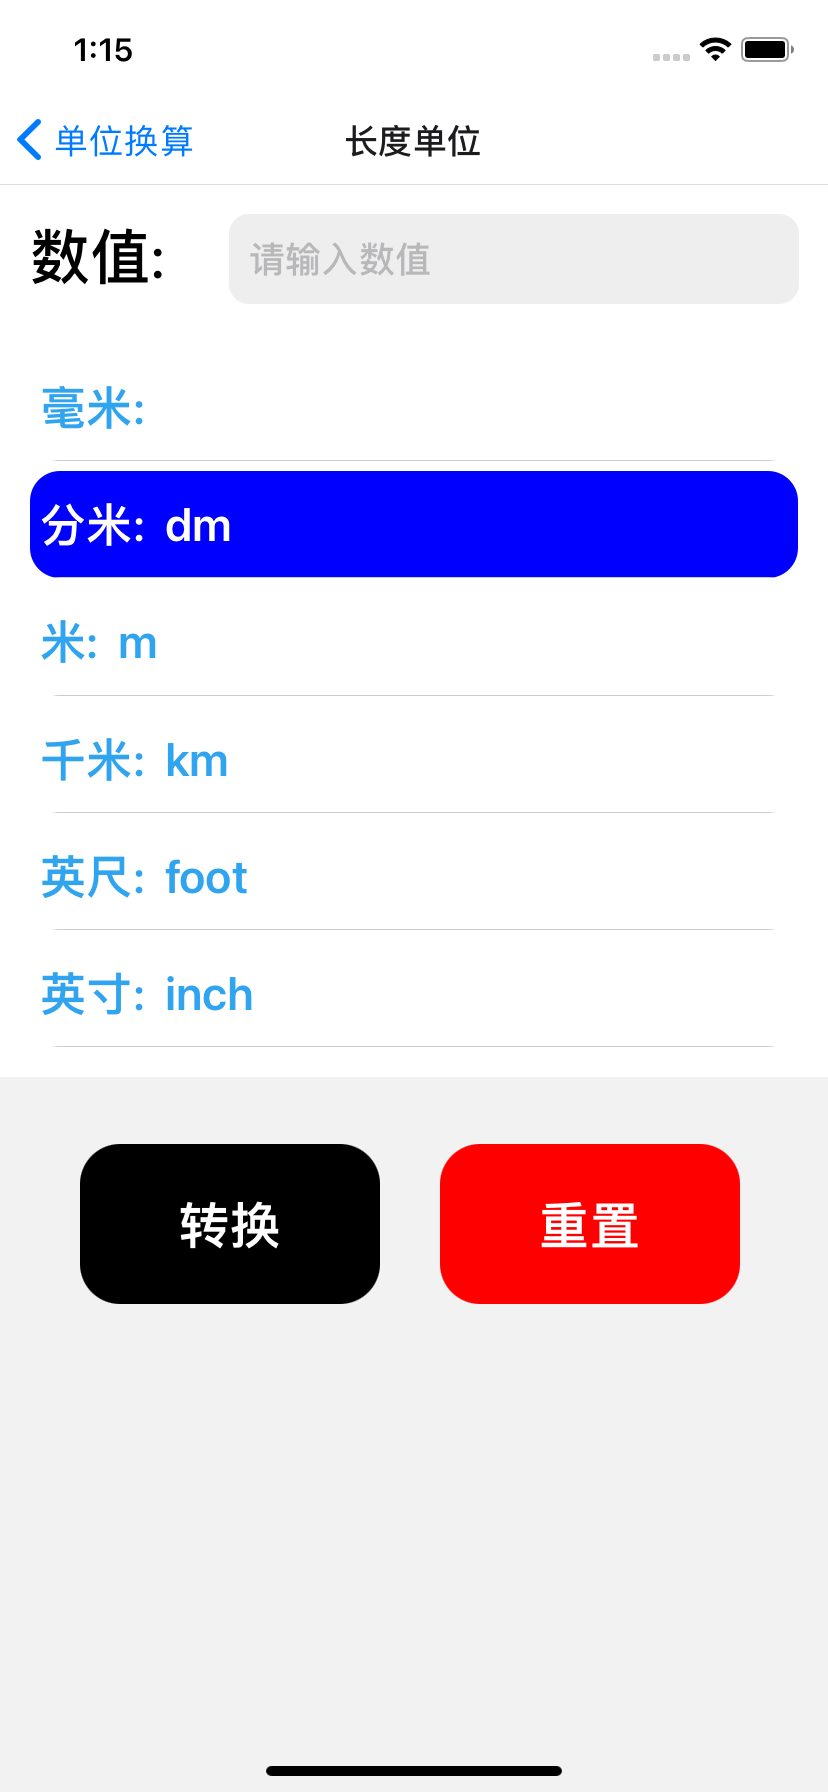 1:15
单位换算 长度单位
数值: 请输入数值
毫米:
分米: dm
米: m
千米: km
英尺: foot
英寸: inch
转换 重置